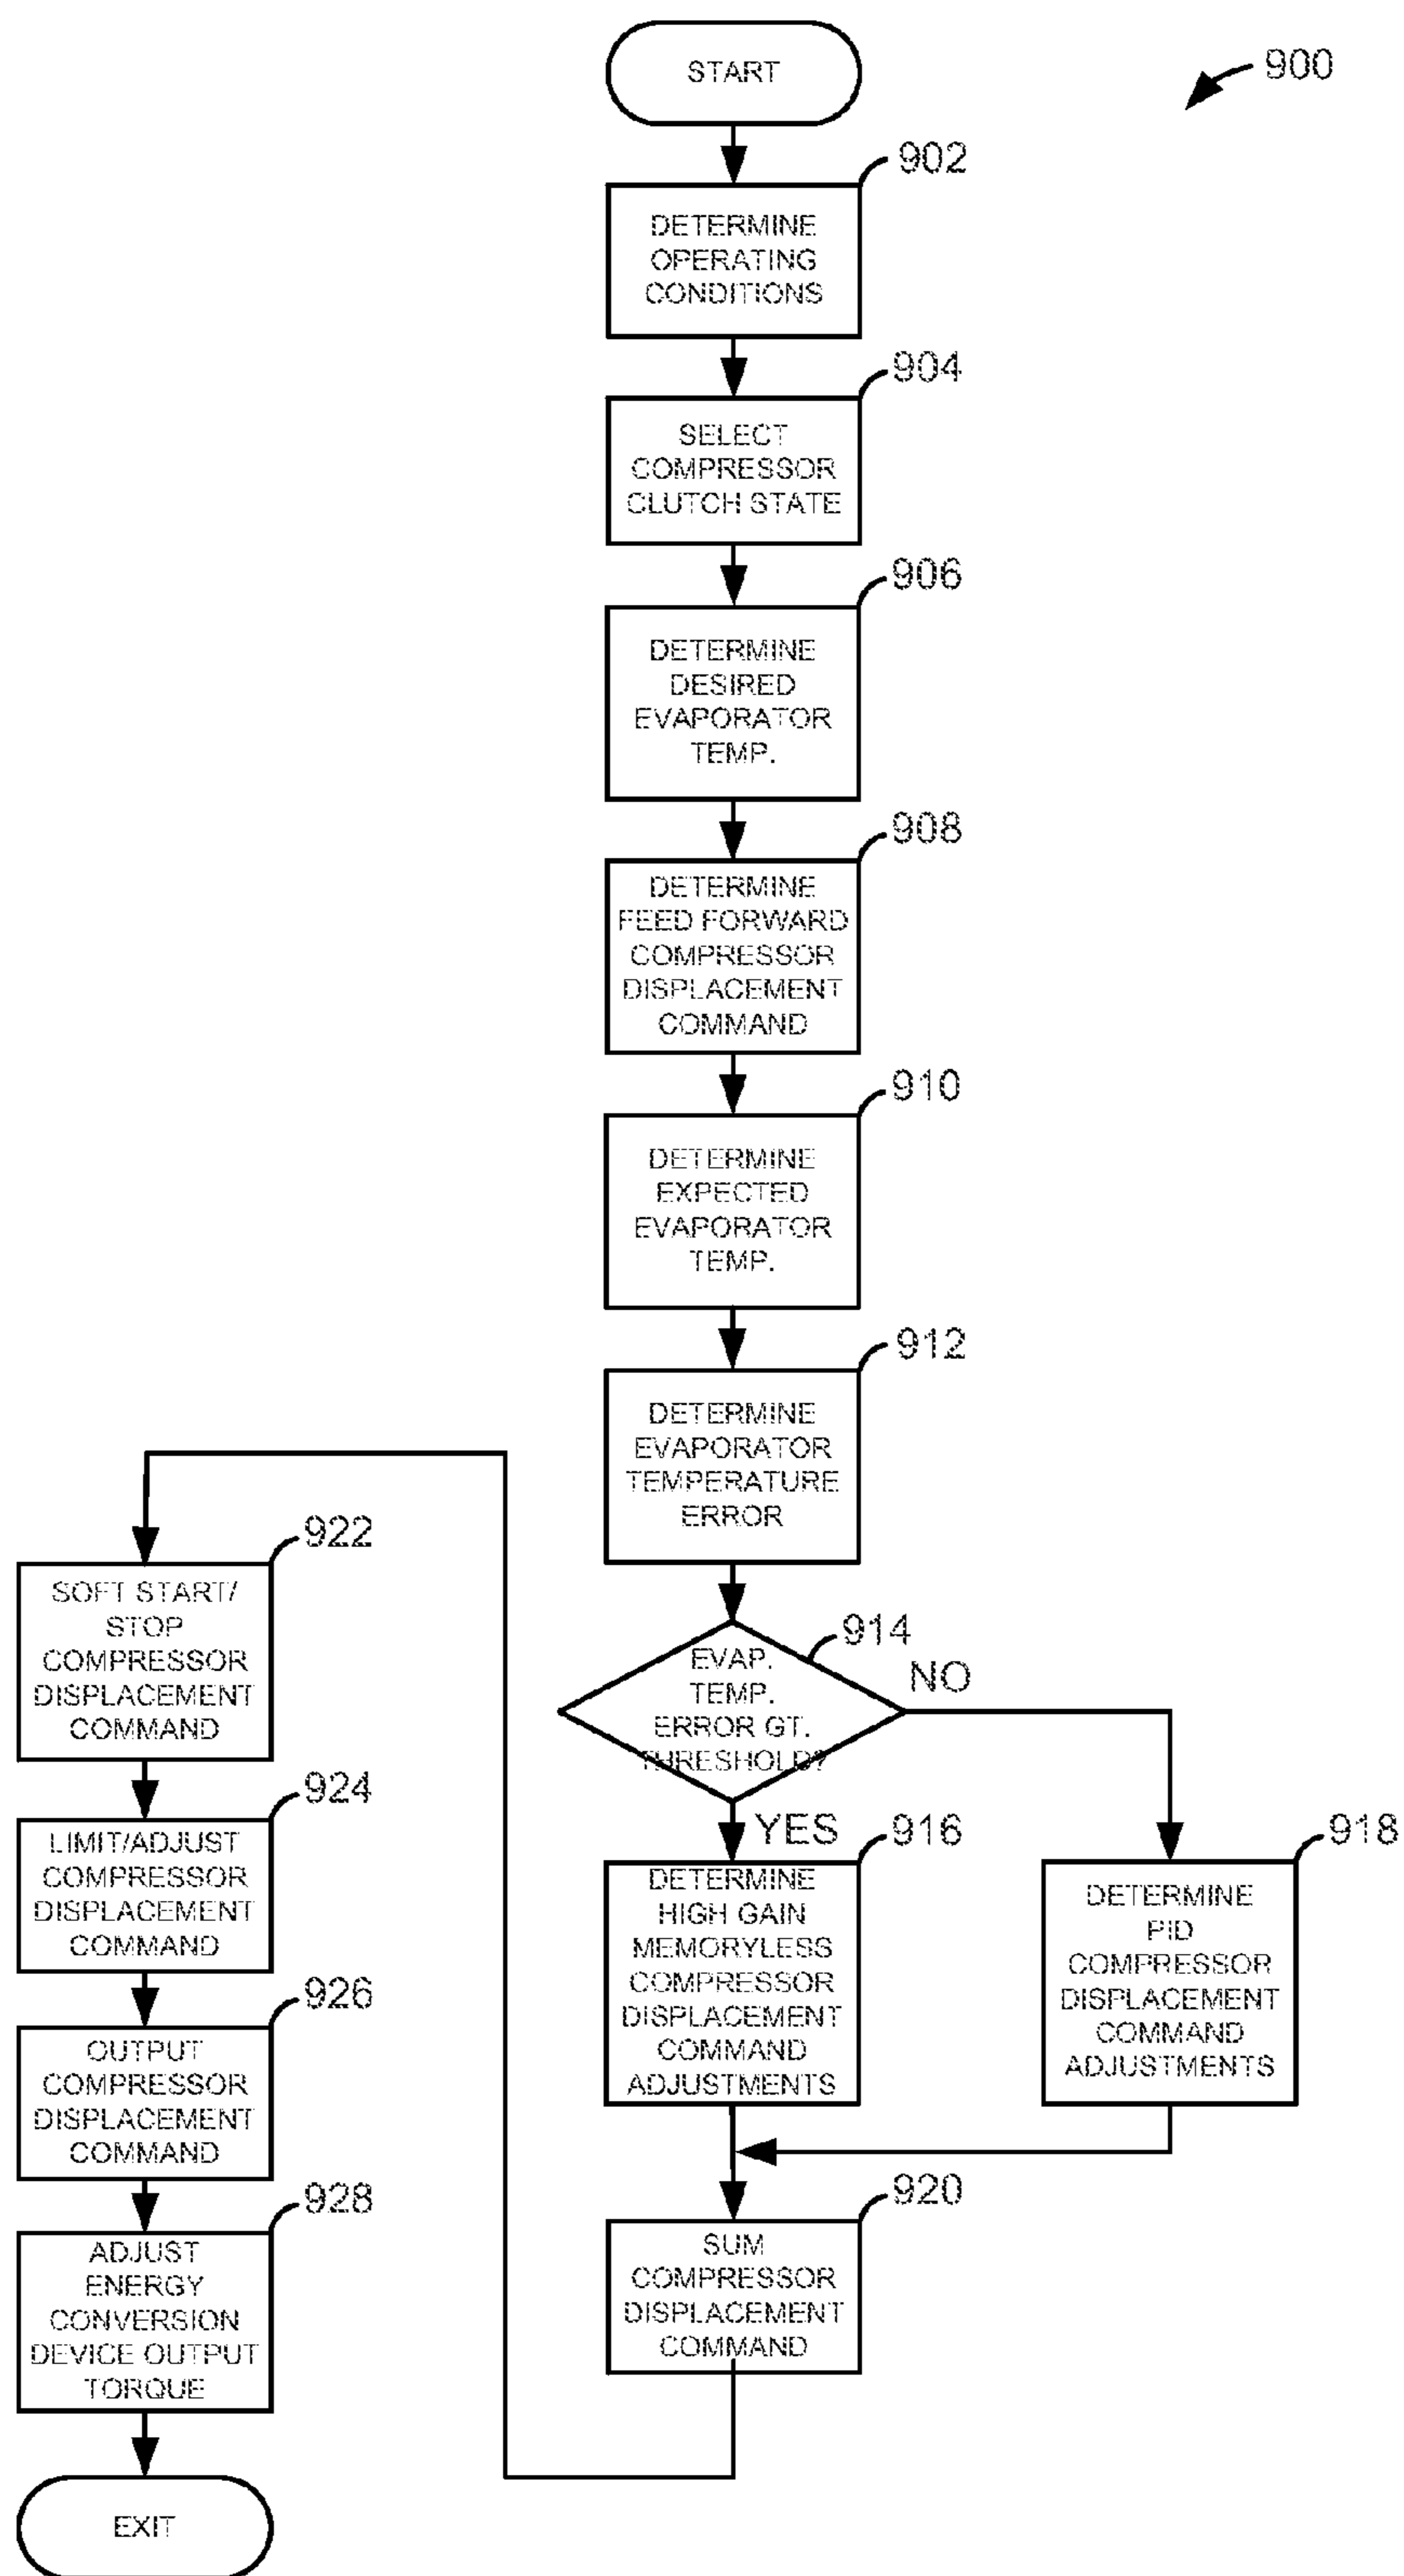 START
900
902
DETERMINE
OPERATING
CONDITIONS
904
SELECT
COMPRESSOR
CLUTCH STATE
906
DETERMINE
DESIRED
EVAPORATOR
TEMP.
908
DETERMINE
FEED FORWARD
COMPRESSOR
DISPLACEMENT
COMMAND
910
DETERMINE
EXPECTED
EVAPORATOR
TEMP.
912
DETERMINE
EVAPORATOR
TEMPERATURE
ERROR
914
EVAP.
TEMP.
ERROR GT.
THRESHOLD?
NO
YES
916
DETERMINE
HIGH GAIN
MEMORYLESS
COMPRESSOR
DISPLACEMENT
COMMAND
ADJUSTMENTS
918
DETERMINE
PID
COMPRESSOR
DISPLACEMENT
COMMAND
ADJUSTMENTS
920
SUM
COMPRESSOR
DISPLACEMENT
COMMAND
922
SOFT START/
STOP
COMPRESSOR
DISPLACEMENT
COMMAND
924
LIMIT/ADJUST
COMPRESSOR
DISPLACEMENT
COMMAND
926
OUTPUT
COMPRESSOR
DISPLACEMENT
COMMAND
928
ADJUST
ENERGY
CONVERSION
DEVICE OUTPUT
TORQUE
EXIT